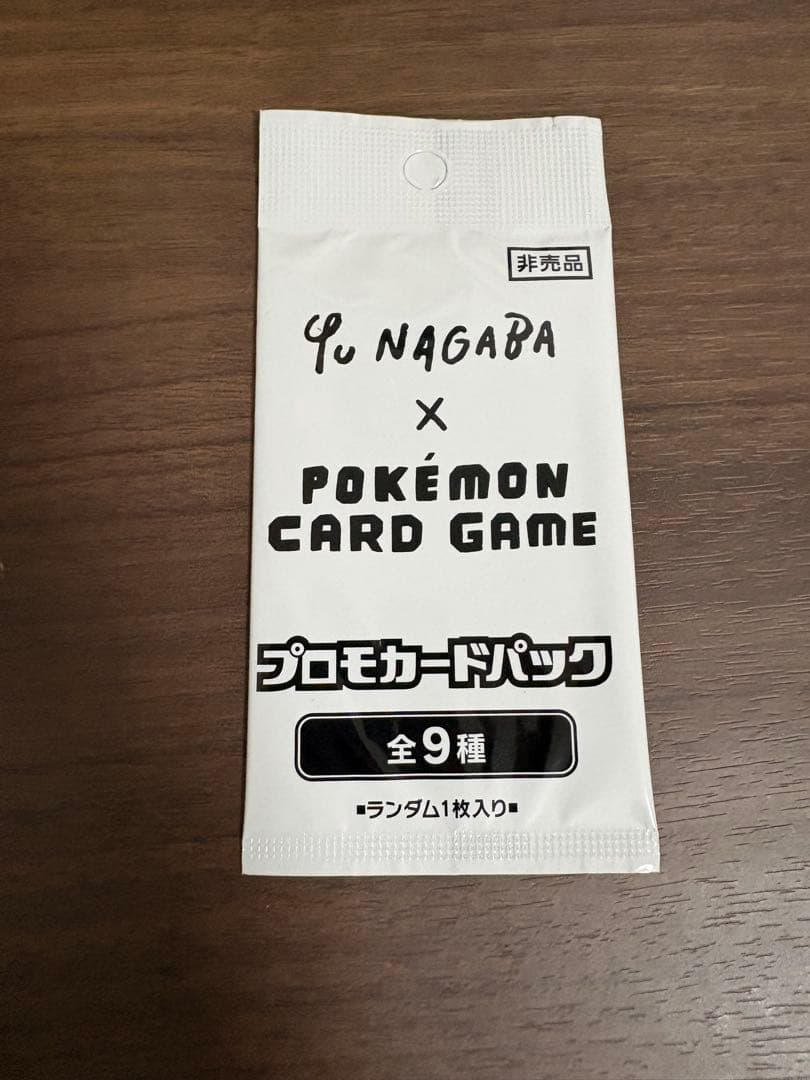 非売品
Yu NAGABA
×
POKÉMON
CARD GAME
プロモカードパック
全9種
▪ランダム1枚入り▪